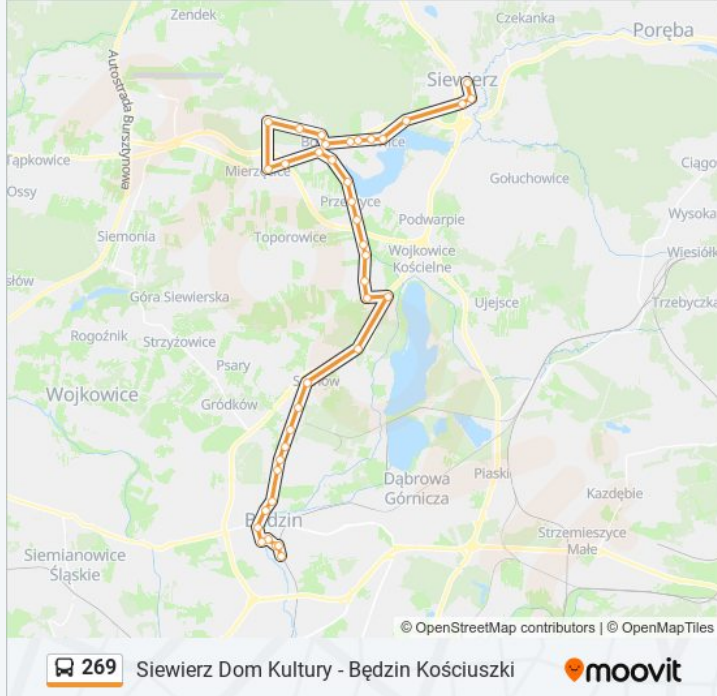 Zendek
Czekanka
Poręba
Autostrada Bursztynowa
Siewierz
Tąpkowice
Mierzęcice
Ciągo
Ossy
Gołuchowice
Przeczyce
Wysoka
Podwarpie
Siemonia
Toporowice
Wojkowice
Kościelne
Wiesiółk
słów
Góra Siewierska
Ujejsce
Trzebyczka
Rogoźnik
Strzyżowice
Psary
Wojkowice
Gródków
Dąbrowa
Górnicza
Piaski
Kazdębie
Będzin
Strzemieszyce
Małe
Siemianowice
Śląskie
© OpenStreetMap contributors | © OpenMapTiles
269 Siewierz Dom Kultury - Będzin Kościuszki
moovit